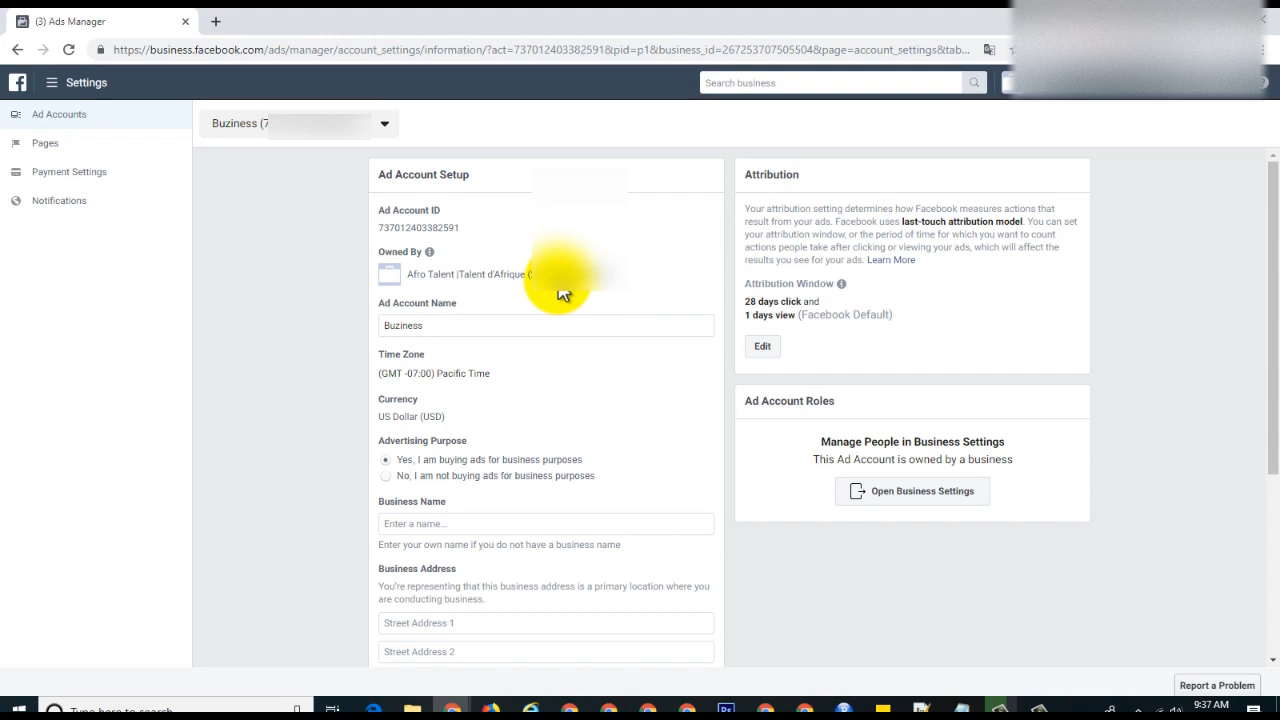 (3) Ads Manager
https://business.facebook.com/ads/manager/account_settings/information/?act=737012403382591&pid=p1&business_id=2672537075055504&page=account_settings&tab...
Settings
Search business
Ad Accounts
Pages
Payment Settings
Notifications
Buziness (7
Ad Account Setup
Ad Account ID
737012403382591
Owned By
Afro Talent |Talent d'Afrique (
Ad Account Name
Buziness
Time Zone
(GMT -07:00) Pacific Time
Currency
US Dollar (USD)
Advertising Purpose
Yes, I am buying ads for business purposes
No, I am not buying ads for business purposes
Business Name
Enter a name...
Enter your own name if you do not have a business name
Business Address
You're representing that this business address is a primary location where you
are conducting business.
Street Address 1
Street Address 2
Attribution
Your attribution setting determines how Facebook measures actions that
result from your ads. Facebook uses last-touch attribution model. You can set
your attribution window, or the period of time for which you want to count
actions people take after clicking or viewing your ads, which will affect the
results you see for your ads. Learn More
Attribution Window
28 days click and
1 days view (Facebook Default)
Edit
Ad Account Roles
Manage People in Business Settings
This Ad Account is owned by a business
Open Business Settings
Report a Problem
Type here to search
Ps
9:37 AM